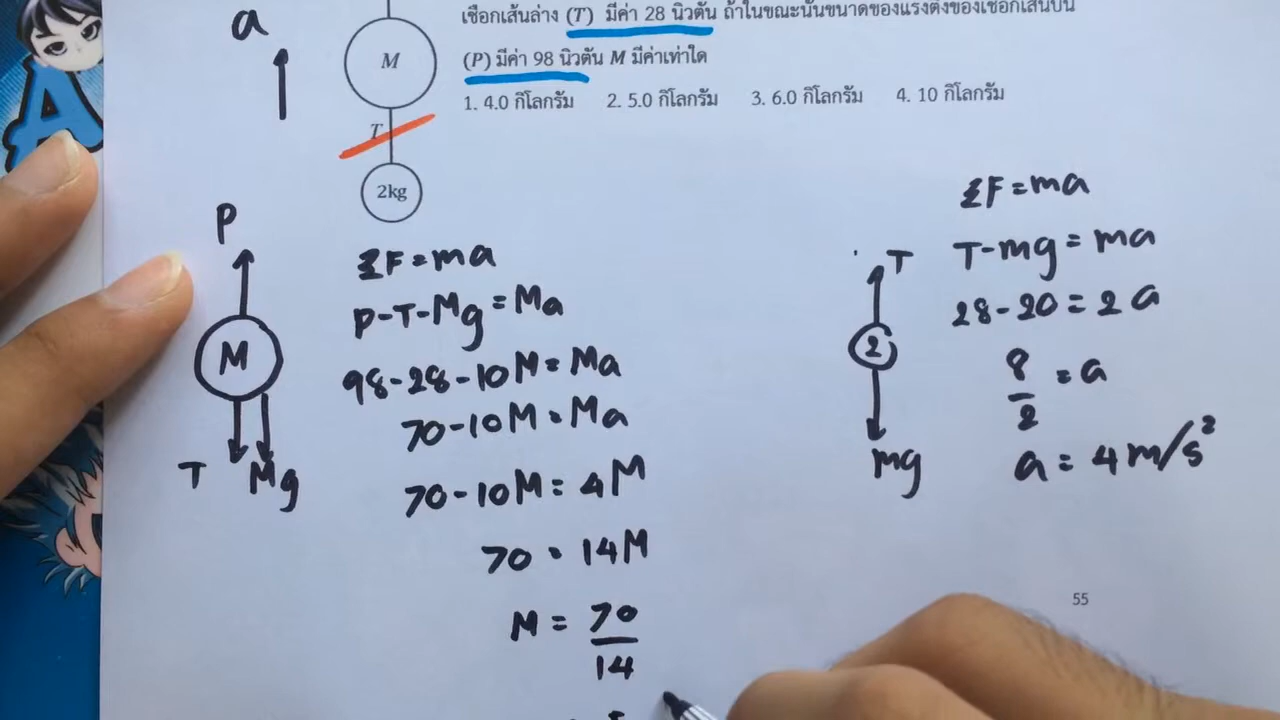 เชือกเส้นล่าง (T) มีค่า 28 นิวตัน ถ้าในขณะนั้นขนาดของแรงตึงของเชือกเส้นบน
(P) มีค่า 98 นิวตัน M มีค่าเท่าใด
1. 4.0 กิโลกรัม 2. 5.0 กิโลกรัม 3. 6.0 กิโลกรัม 4. 10 กิโลกรัม
a
M
T
2kg
P
M
T Mg
ΣF=ma
P-T-Mg=Ma
98-28-10M=Ma
70-10M=Ma
70-10M=4M
70=14M
M=70/14
T
2
mg
ΣF=ma
T-mg=ma
28-20=2a
8/2=a
a=4m/s²
55